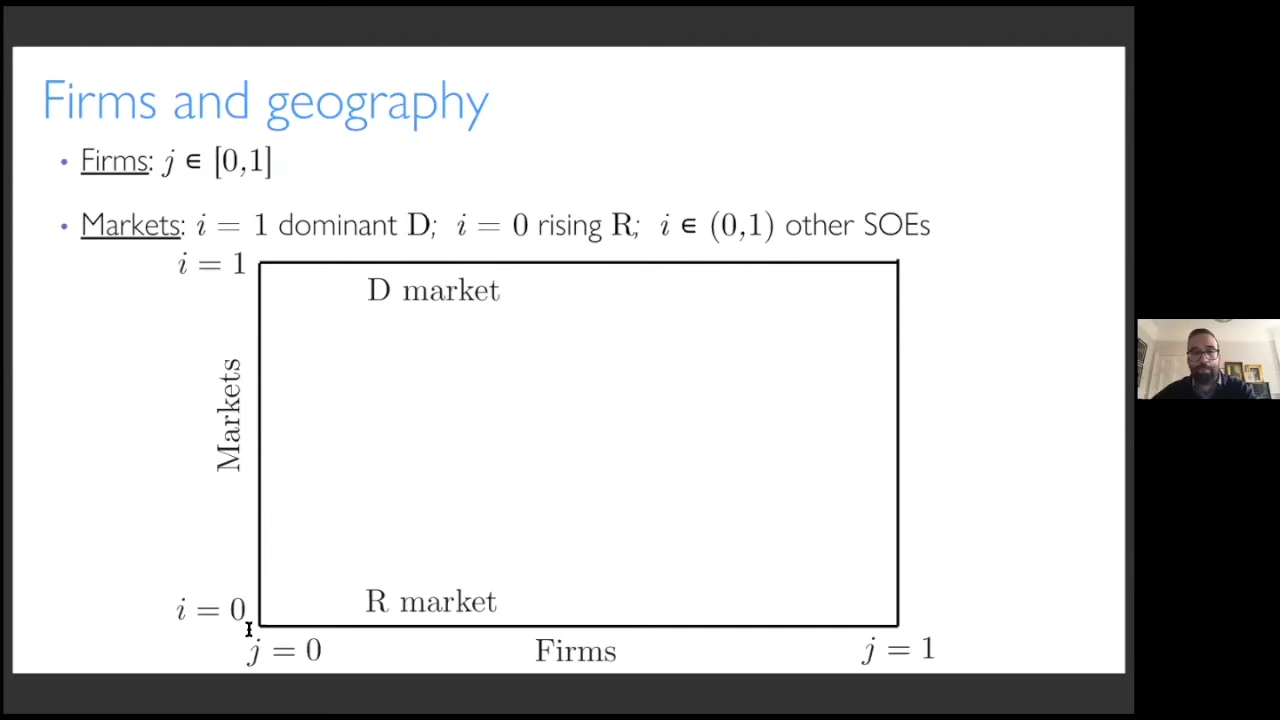 Firms and geography
• Firms: j ∈ [0,1]
• Markets: i = 1 dominant D; i = 0 rising R; i ∈ (0,1) other SOEs
i = 1
D market
Markets
i = 0
R market
j = 0
Firms
j = 1